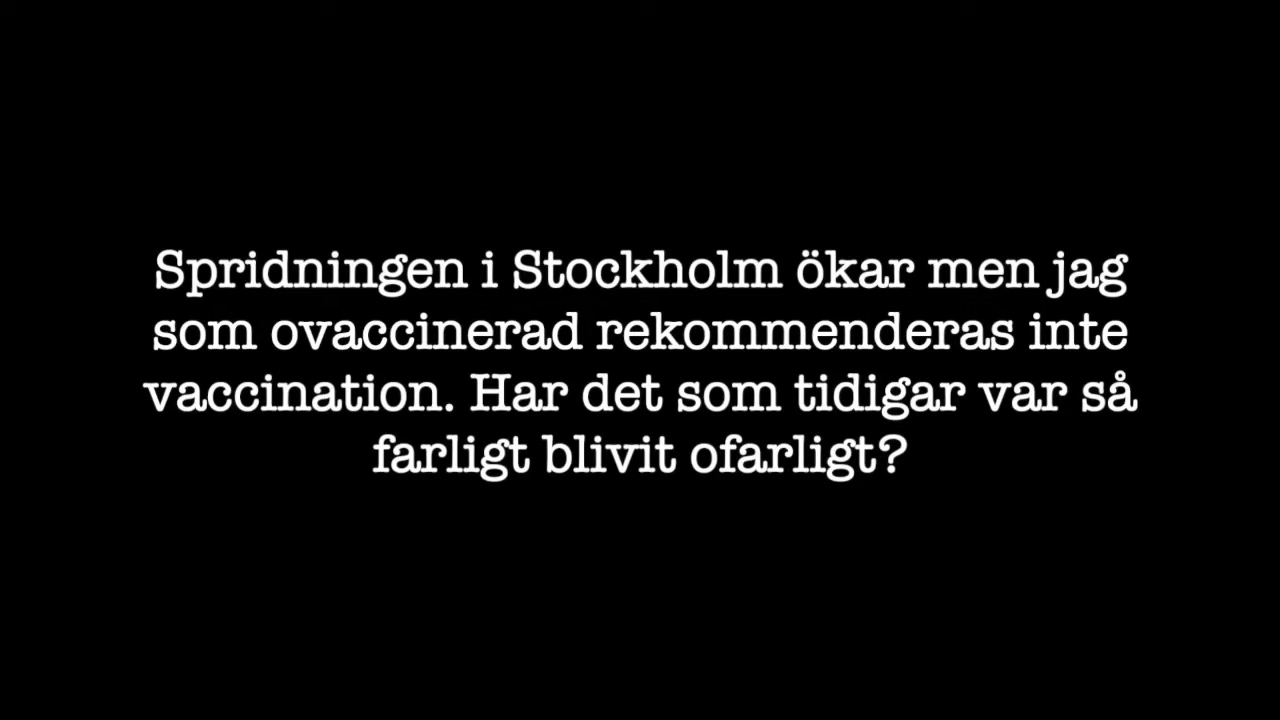 Spridningen i Stockholm ökar men jag
som ovaccinerad rekommenderas inte
vaccination. Har det som tidigar var så
farligt blivit ofarligt?